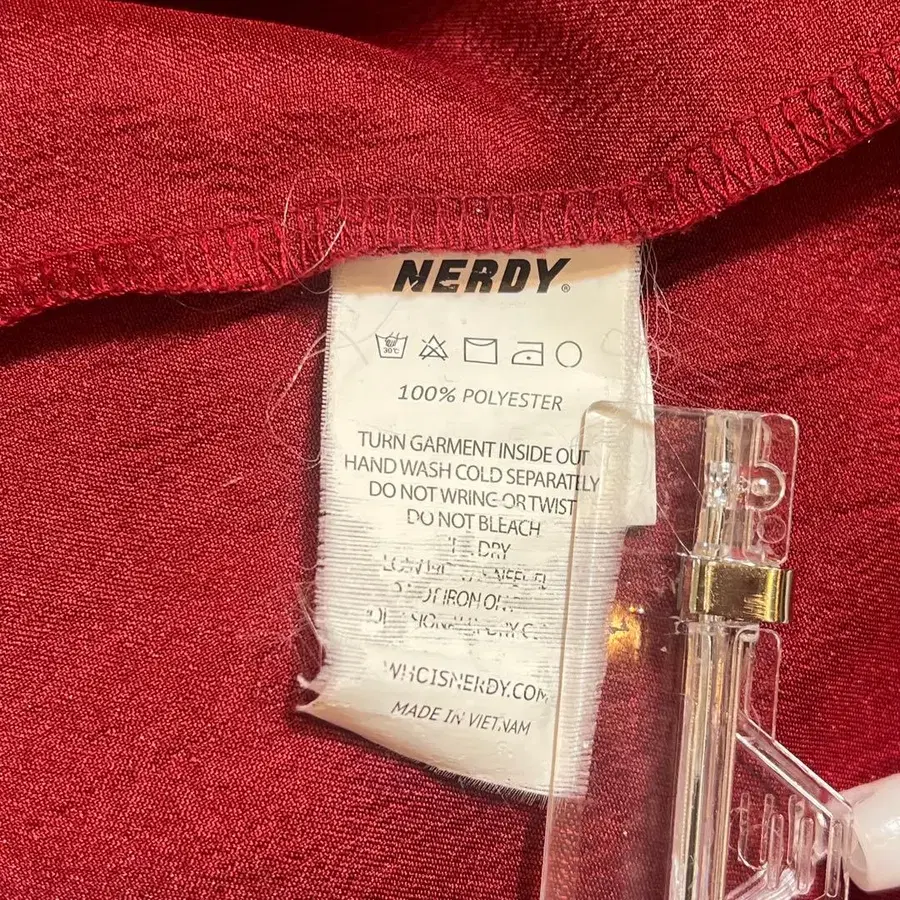 NERDY®
30°C
100% POLYESTER
TURN GARMENT INSIDE OUT
HAND WASH COLD SEPARATELY
DO NOT WRING OR TWIST
DO NOT BLEACH
DRY
IRON
WHOISNERDY.COM
MADE IN VIETNAM